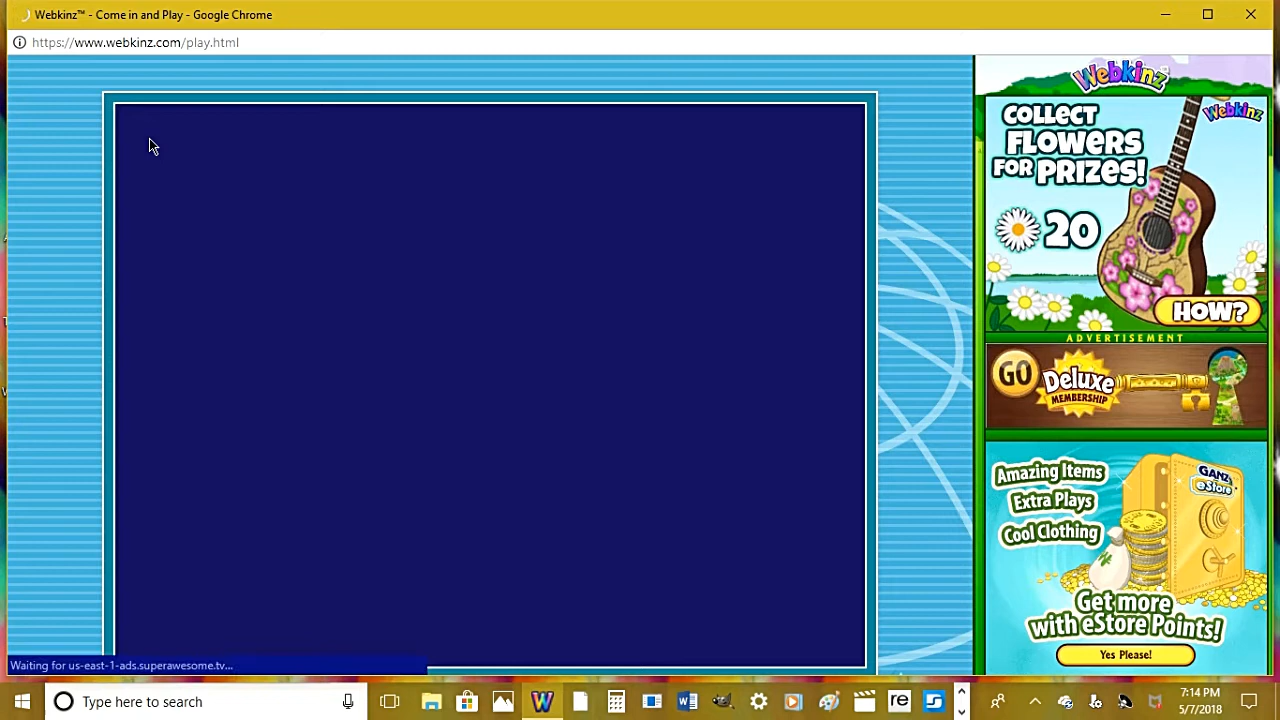 Webkinz™ - Come in and Play - Google Chrome
https://www.webkinz.com/play.html
Webkinz
Webkinz
COLLECT
FLOWERS
FOR PRIZES!
20
HOW?
ADVERTISEMENT
GO
Deluxe
MEMBERSHIP
Amazing Items
Extra Plays
Cool Clothing
GANZ
eStore
Get more
with eStore Points!
Yes Please!
Waiting for us-east-1-ads.superawesome.tv...
Type here to search
W
re
7:14 PM
5/7/2018